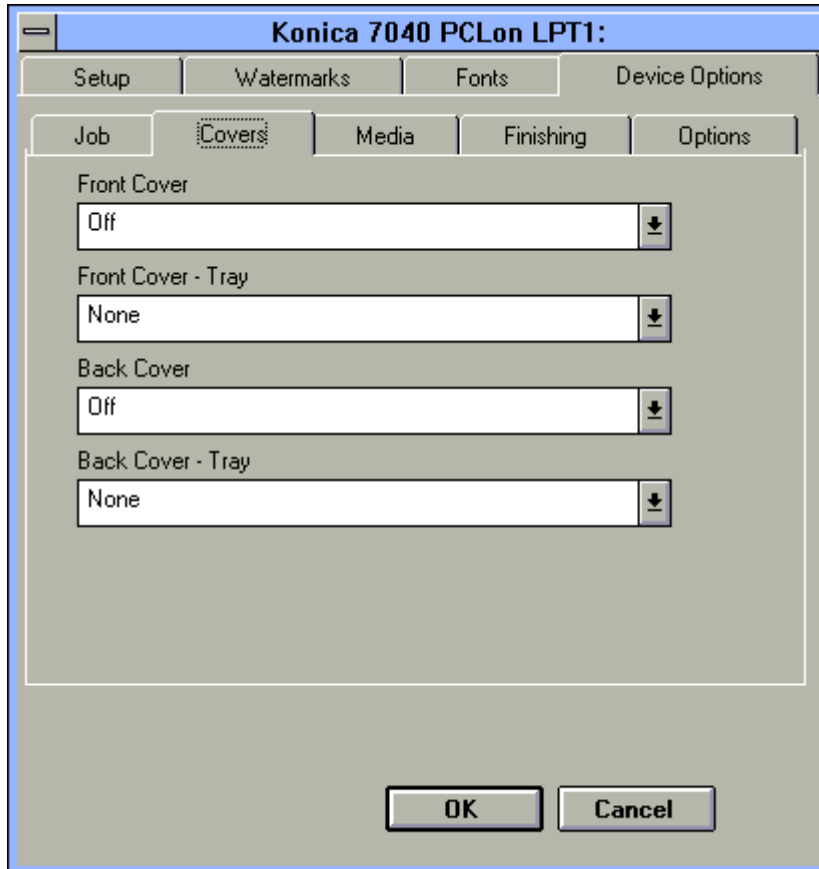 Konica 7040 PCLon LPT1:
Setup Watermarks Fonts Device Options
Job Covers Media Finishing Options
Front Cover
Off
Front Cover - Tray
None
Back Cover
Off
Back Cover - Tray
None
OK Cancel